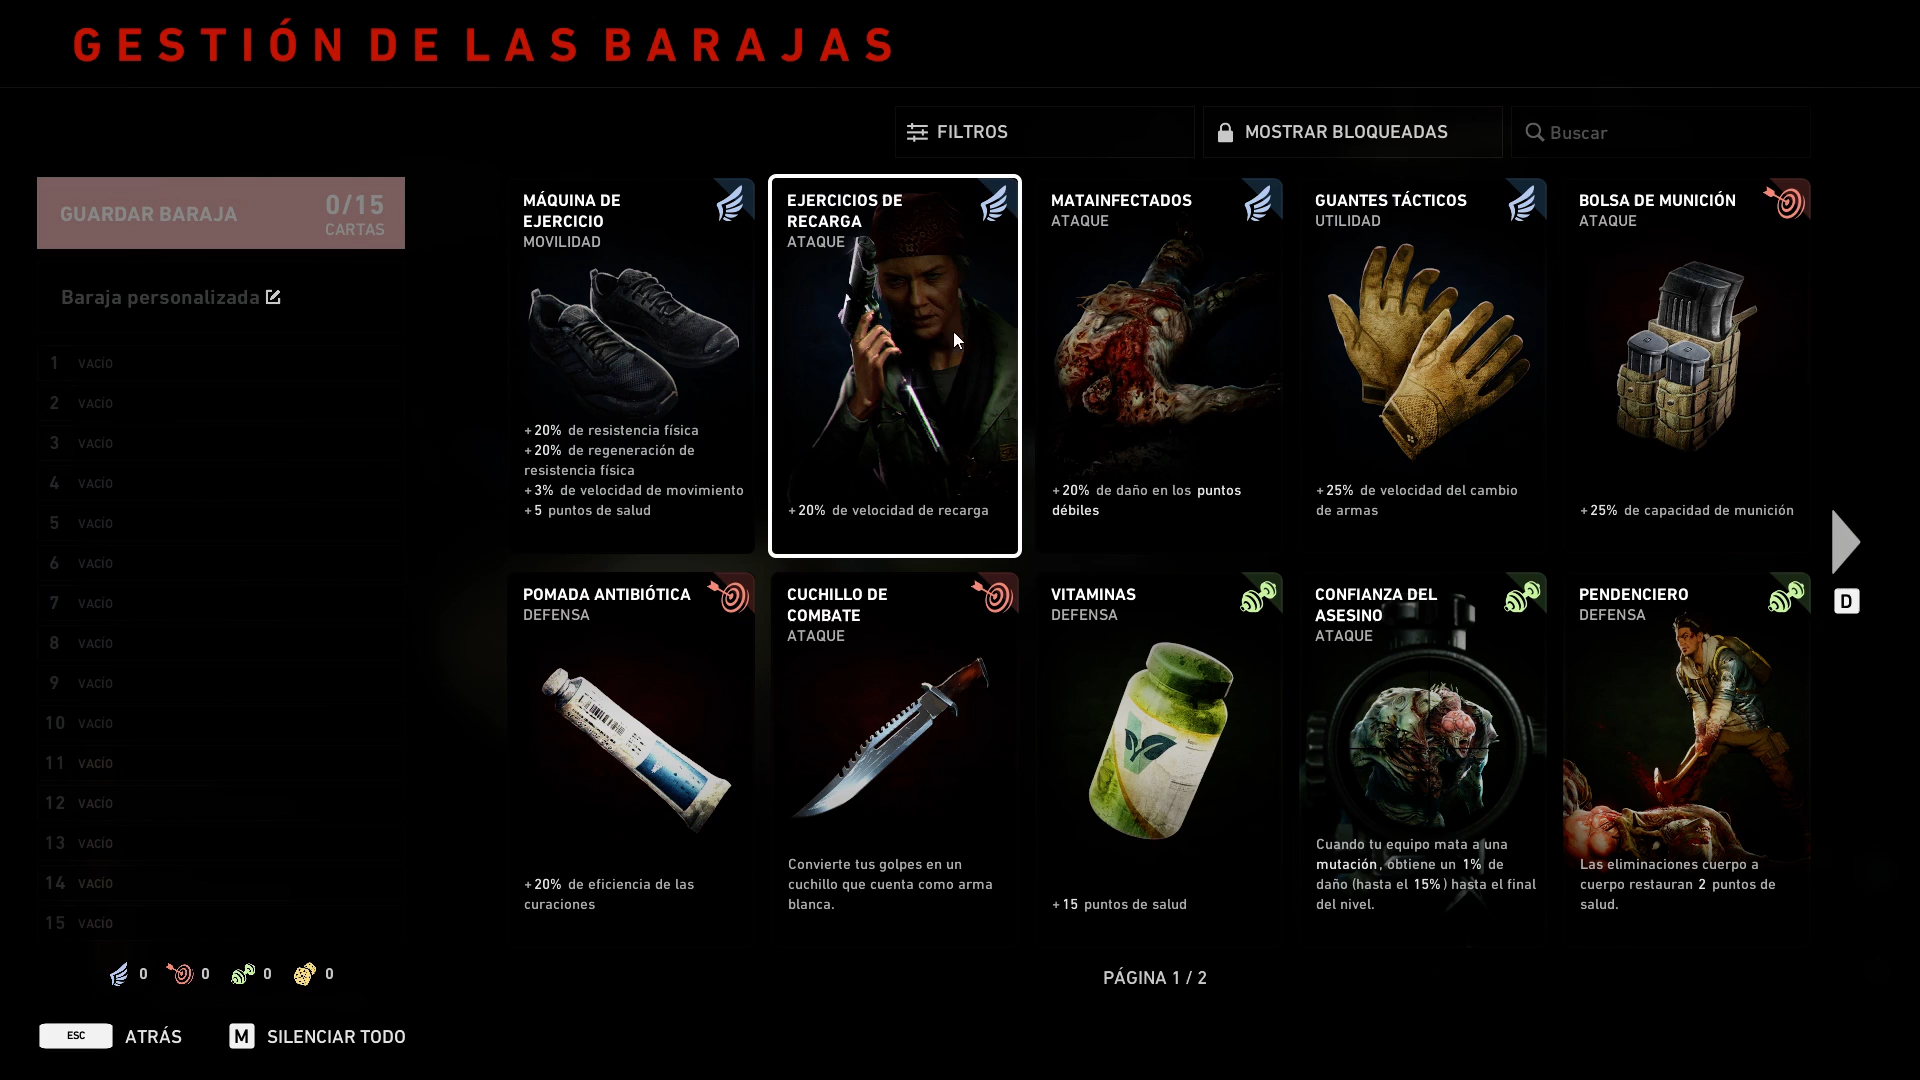 GESTIÓN DE LAS BARAJAS
FILTROS
MOSTRAR BLOQUEADAS
Buscar
GUARDAR BARAJA
0/15
CARTAS
Baraja personalizada
1 VACÍO
2 VACÍO
3 VACÍO
4 VACÍO
5 VACÍO
6 VACÍO
7 VACÍO
8 VACÍO
9 VACÍO
10 VACÍO
11 VACÍO
12 VACÍO
13 VACÍO
14 VACÍO
15 VACÍO
0 0 0 0
MÁQUINA DE
EJERCICIO
MOVILIDAD
+20% de resistencia física
+20% de regeneración de
resistencia física
+3% de velocidad de movimiento
+5 puntos de salud
EJERCICIOS DE
RECARGA
ATAQUE
+20% de velocidad de recarga
MATAINFECTADOS
ATAQUE
+20% de daño en los puntos
débiles
GUANTES TÁCTICOS
UTILIDAD
+25% de velocidad del cambio
de armas
BOLSA DE MUNICIÓN
ATAQUE
+25% de capacidad de munición
POMADA ANTIBIÓTICA
DEFENSA
+20% de eficiencia de las
curaciones
CUCHILLO DE
COMBATE
ATAQUE
Convierte tus golpes en un
cuchillo que cuenta como arma
blanca.
VITAMINAS
DEFENSA
+15 puntos de salud
CONFIANZA DEL
ASESINO
ATAQUE
Cuando tu equipo mata a una
mutación, obtiene un 1% de
daño (hasta el 15%) hasta el final
del nivel.
PENDENCIERO
DEFENSA
Las eliminaciones cuerpo a
cuerpo restauran 2 puntos de
salud.
D
PÁGINA 1 / 2
ESC ATRÁS
M SILENCIAR TODO